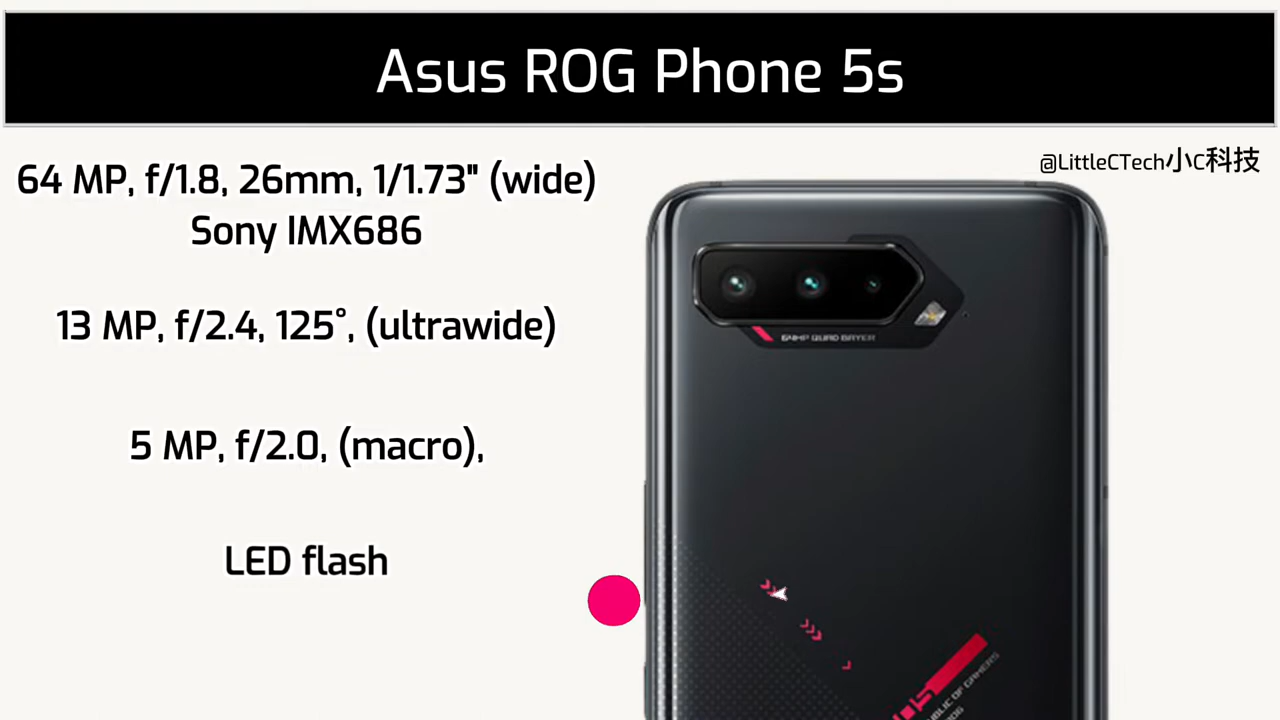 Asus ROG Phone 5s
@LittleCTech小C科技
64 MP, f/1.8, 26mm, 1/1.73" (wide)
Sony IMX686
13 MP, f/2.4, 125°, (ultrawide)
5 MP, f/2.0, (macro),
LED flash
64MP QUAD BAYER
OF GAMERS